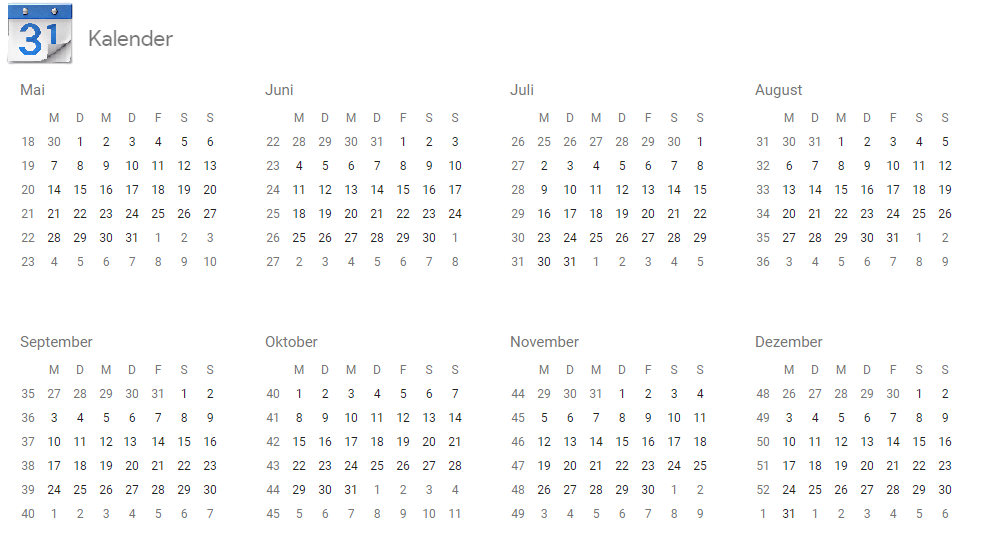 31 Kalender
Mai Juni Juli August
M D M D F S S M D M D F S S M D M D F S S M D M D F S S
18 30 1 2 3 4 5 6 22 28 29 30 31 1 2 3 26 25 26 27 28 29 30 1 31 30 31 1 2 3 4 5
19 7 8 9 10 11 12 13 23 4 5 6 7 8 9 10 27 2 3 4 5 6 7 8 32 6 7 8 9 10 11 12
20 14 15 16 17 18 19 20 24 11 12 13 14 15 16 17 28 9 10 11 12 13 14 15 33 13 14 15 16 17 18 19
21 21 22 23 24 25 26 27 25 18 19 20 21 22 23 24 29 16 17 18 19 20 21 22 34 20 21 22 23 24 25 26
22 28 29 30 31 1 2 3 26 25 26 27 28 29 30 1 30 23 24 25 26 27 28 29 35 27 28 29 30 31 1 2
23 4 5 6 7 8 9 10 27 2 3 4 5 6 7 8 31 30 31 1 2 3 4 5 36 3 4 5 6 7 8 9
September Oktober November Dezember
M D M D F S S M D M D F S S M D M D F S S M D M D F S S
35 27 28 29 30 31 1 2 40 1 2 3 4 5 6 7 44 29 30 31 1 2 3 4 48 26 27 28 29 30 1 2
36 3 4 5 6 7 8 9 41 8 9 10 11 12 13 14 45 5 6 7 8 9 10 11 49 3 4 5 6 7 8 9
37 10 11 12 13 14 15 16 42 15 16 17 18 19 20 21 46 12 13 14 15 16 17 18 50 10 11 12 13 14 15 16
38 17 18 19 20 21 22 23 43 22 23 24 25 26 27 28 47 19 20 21 22 23 24 25 51 17 18 19 20 21 22 23
39 24 25 26 27 28 29 30 44 29 30 31 1 2 3 4 48 26 27 28 29 30 1 2 52 24 25 26 27 28 29 30
40 1 2 3 4 5 6 7 45 5 6 7 8 9 10 11 49 3 4 5 6 7 8 9 1 31 1 2 3 4 5 6